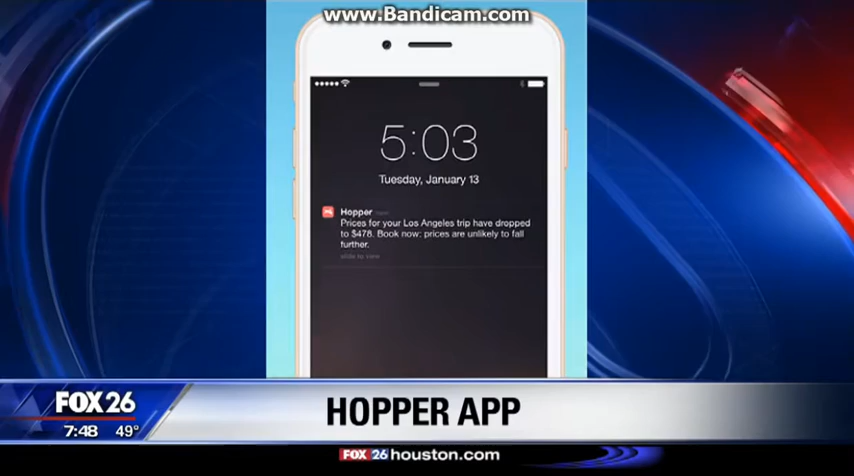 www.Bandicam.com
5:03
Tuesday, January 13
Hopper now
Prices for your Los Angeles trip have dropped
to $478. Book now: prices are unlikely to fall
further.
slide to view
FOX 26
HOPPER APP
7:48 49°
FOX 26 houston.com